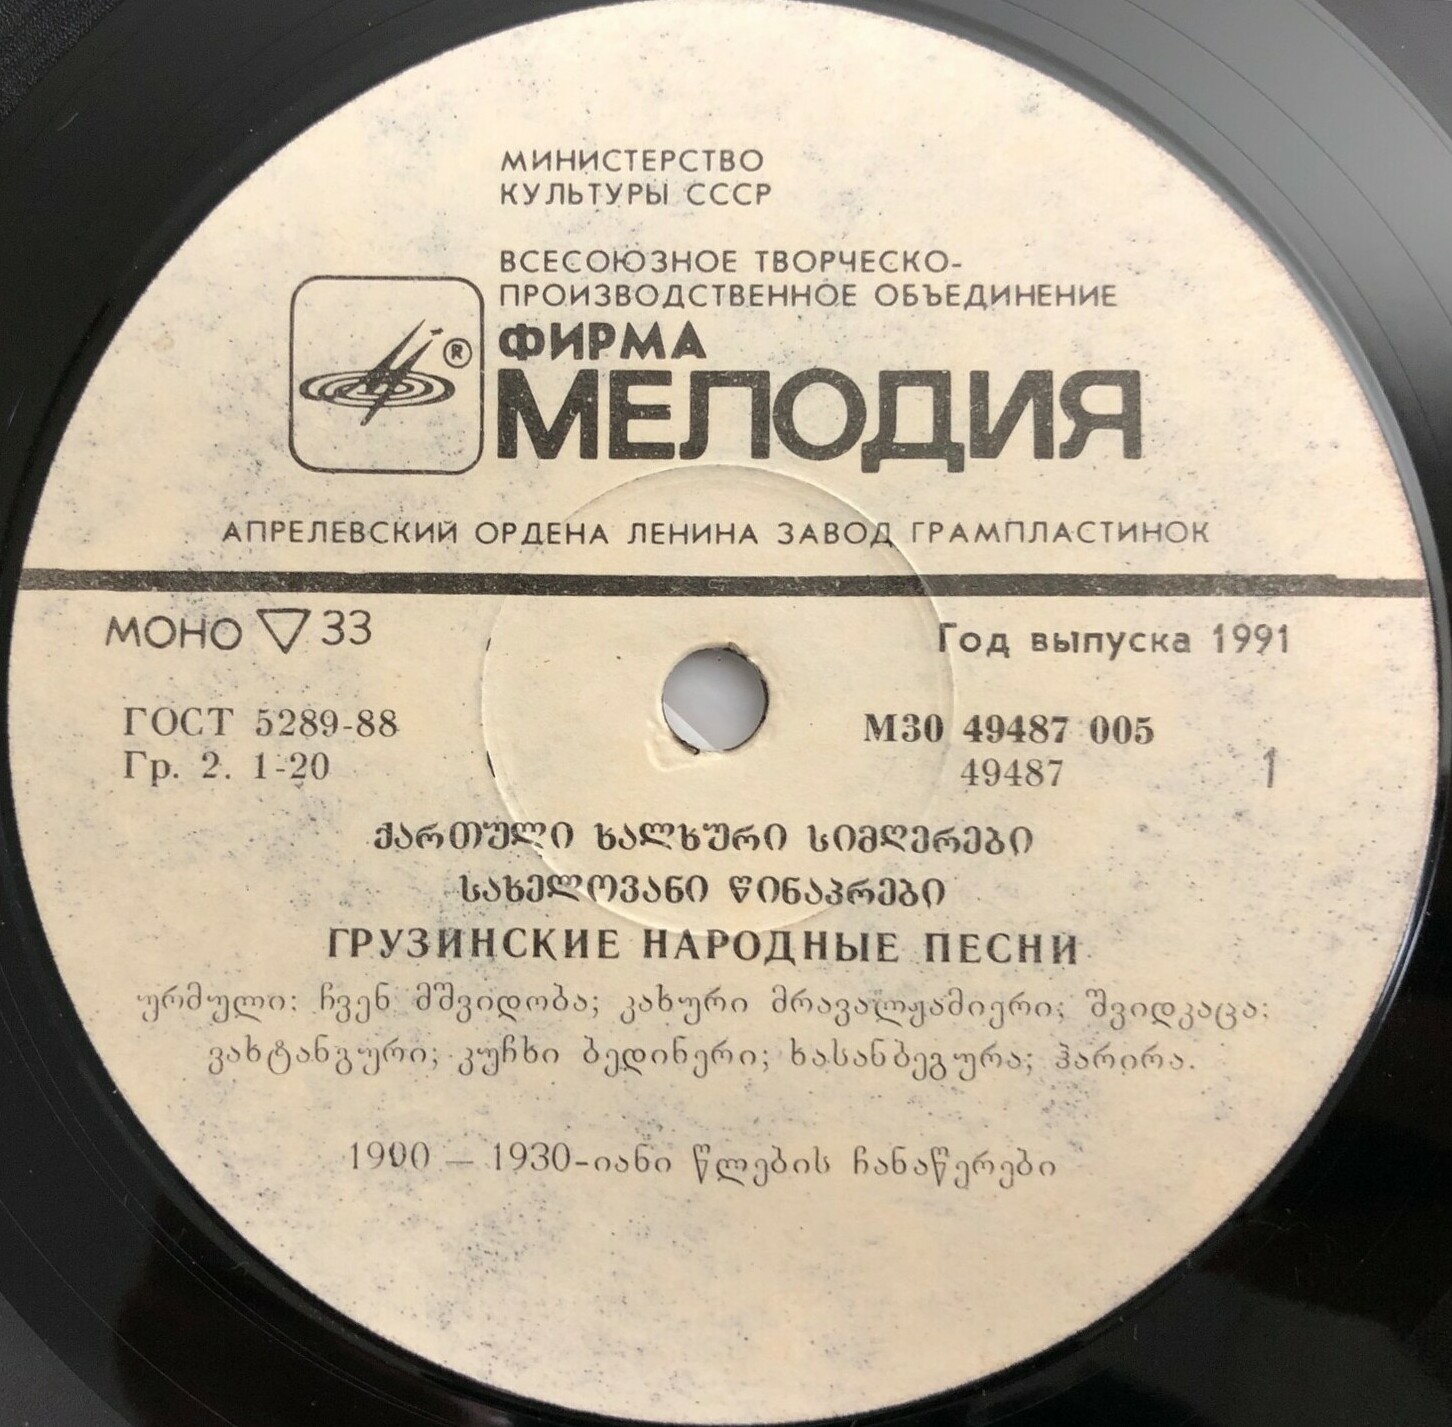 МИНИСТЕРСТВО
КУЛЬТУРЫ СССР
ВСЕСОЮЗНОЕ ТВОРЧЕСКО-
ПРОИЗВОДСТВЕННОЕ ОБЪЕДИНЕНИЕ
ФИРМА
®
МЕЛОДИЯ
АПРЕЛЕВСКИЙ ОРДЕНА ЛЕНИНА ЗАВОД ГРАМПЛАСТИНОК
МОНО ▽ 33
Год выпуска 1991
ГОСТ 5289-88
Гр. 2. 1-20
М30 49487 005
49487
1
ქართული ხალხური სიმღერები
სახელოვანი წინაპრები
ГРУЗИНСКИЕ НАРОДНЫЕ ПЕСНИ
ურმული; ჩვენ მშვიდობა; კახური მრავალჟამიერი; შვიდკაცა;
ვახტანგური; კუჩხი ბედინერი; ხასანბეგურა; ჰარირა.
1900 – 1930-იანი წლების ჩანაწერები